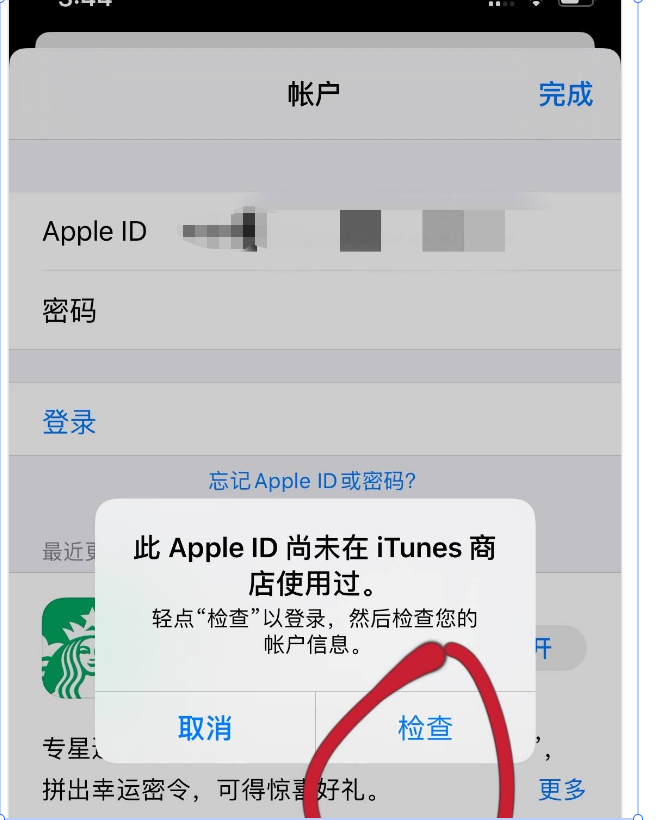 帐户
完成
Apple ID
密码
登录
忘记Apple ID或密码?
最近更
此 Apple ID 尚未在 iTunes 商
店使用过。
轻点“检查”以登录，然后检查您的
帐户信息。
开
取消
检查
专星
’，
拼出幸运密令，可得惊喜好礼。
更多